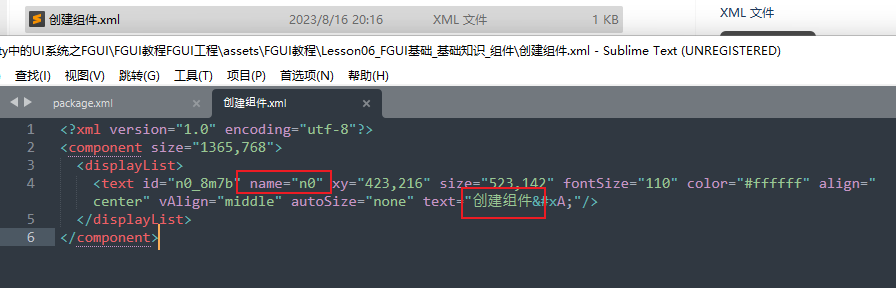 创建组件.xml 2023/8/16 20:16 XML 文件 1 KB XML 文件
ty中的UI系统之FGUI\FGUI教程FGUI工程\assets\FGUI教程\Lesson06_FGUI基础_基础知识_组件\创建组件.xml - Sublime Text (UNREGISTERED)
查找(I) 视图(V) 跳转(G) 工具(T) 项目(P) 首选项(N) 帮助(H)
package.xml × 创建组件.xml ×
1 <?xml version="1.0" encoding="utf-8"?>
2 <component size="1365,768">
3 <displayList>
4 <text id="n0_8m7b" name="n0" xy="423,216" size="523,142" fontSize="110" color="#ffffff" align="
center" vAlign="middle" autoSize="none" text="创建组件&#xA;"/>
5 </displayList>
6 </component>